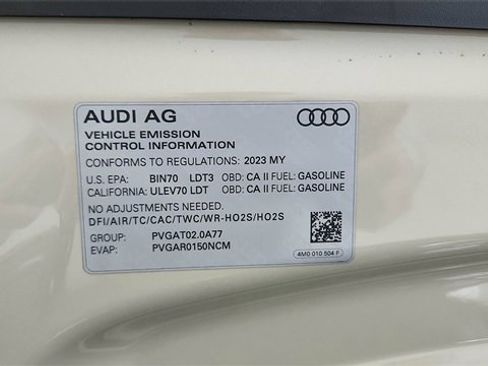 AUDI AG
VEHICLE EMISSION
CONTROL INFORMATION
CONFORMS TO REGULATIONS: 2023 MY
U.S. EPA: BIN70 LDT3 OBD: CA II FUEL: GASOLINE
CALIFORNIA: ULEV70 LDT OBD: CA II FUEL: GASOLINE
NO ADJUSTMENTS NEEDED.
DFI/AIR/TC/CAC/TWC/WR-HO2S/HO2S
GROUP: PVGAT02.0A77
EVAP: PVGAR0150NCM
4M0 010 504 F